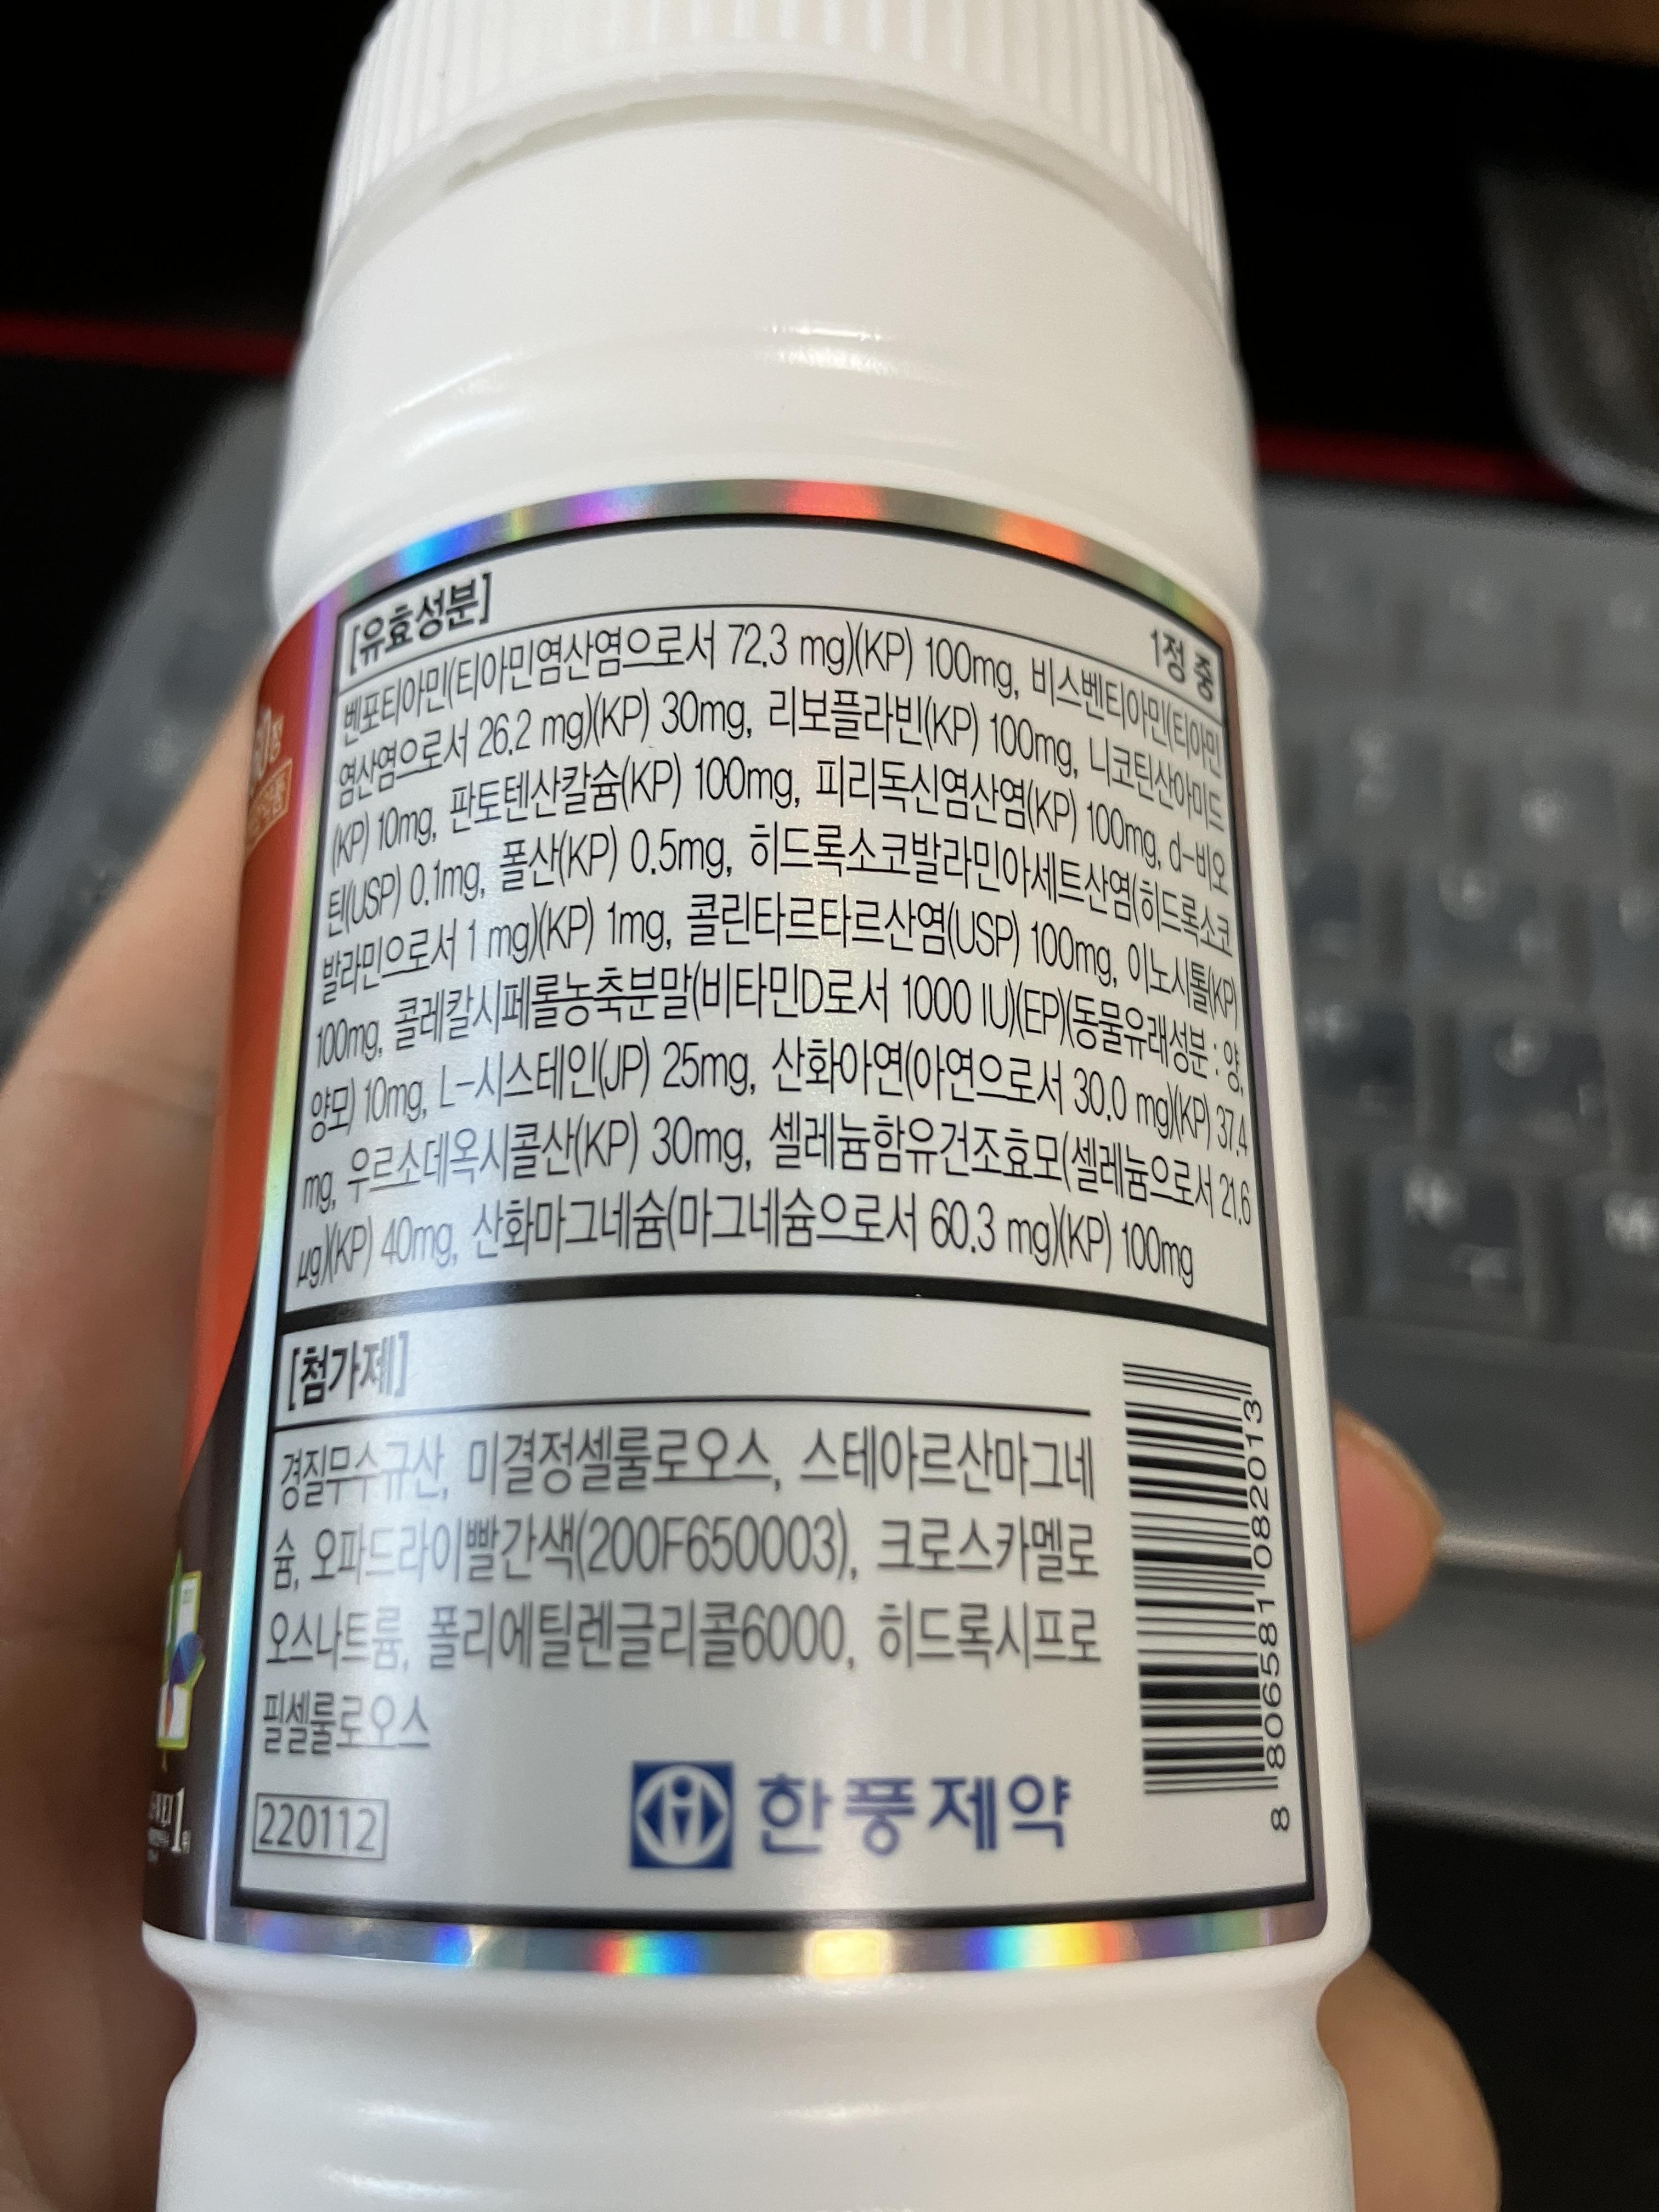 [유효성분] 1정 중
벤포티아민(티아민염산염으로서 72.3 mg)(KP) 100mg, 비스벤티아민(티아민
염산염으로서 26.2 mg)(KP) 30mg, 리보플라빈(KP) 100mg, 니코틴산아미드
(KP) 10mg, 판토텐산칼슘(KP) 100mg, 피리독신염산염(KP) 100mg, d-비오
틴(USP) 0.1mg, 폴산(KP) 0.5mg, 히드록소코발라민아세트산염(히드록소코
발라민으로서 1 mg)(KP) 1mg, 콜린타르타르산염(USP) 100mg, 이노시톨(KP)
100mg, 콜레칼시페롤농축분말(비타민D로서 1000 IU)(EP)(동물유래성분 : 양,
양모) 10mg, L-시스테인(JP) 25mg, 산화아연(아연으로서 30.0 mg)(KP) 37.4
mg, 우르소데옥시콜산(KP) 30mg, 셀레늄함유건조효모(셀레늄으로서 21.6
μg)(KP) 40mg, 산화마그네슘(마그네슘으로서 60.3 mg)(KP) 100mg
[첨가제]
경질무수규산, 미결정셀룰로오스, 스테아르산마그네
슘, 오파드라이빨간색(200F650003), 크로스카멜로
오스나트륨, 폴리에틸렌글리콜6000, 히드록시프로
필셀룰로오스
220112
한풍제약
8 806581 082013